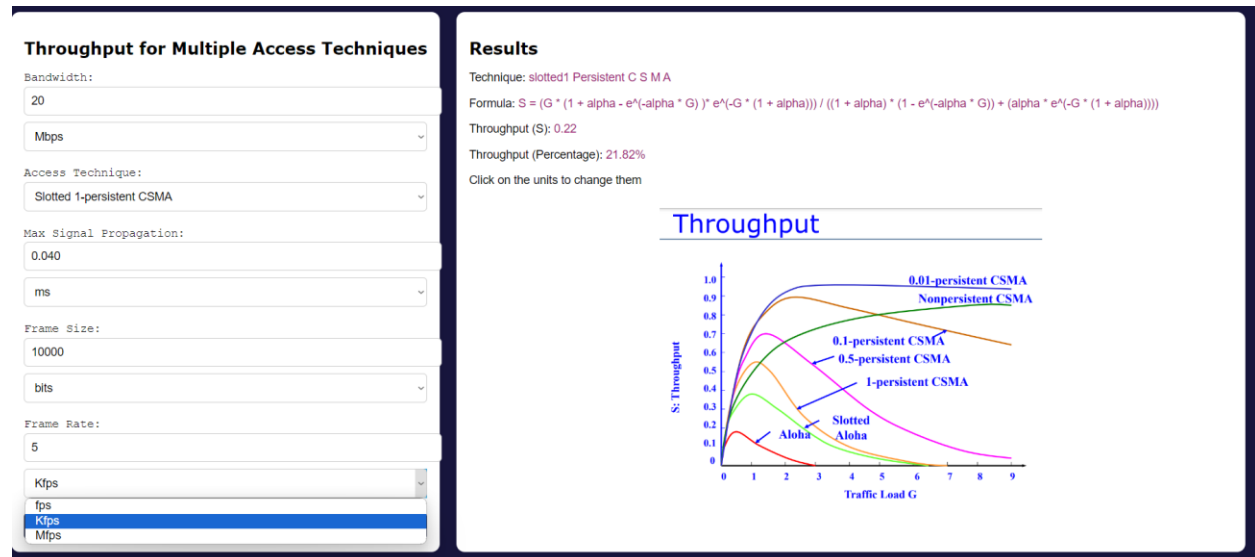 Throughput for Multiple Access Techniques
Bandwidth:
20
Mbps
Access Technique:
Slotted 1-persistent CSMA
Max Signal Propagation:
0.040
ms
Frame Size:
10000
bits
Frame Rate:
5
Kfps
fps
Kfps
Mfps
Results
Technique: slotted1 Persistent C S M A
Formula: S = (G * (1 + alpha - e^(-alpha * G) )* e^(-G * (1 + alpha))) / ((1 + alpha) * (1 - e^(-alpha * G)) + (alpha * e^(-G * (1 + alpha))))
Throughput (S): 0.22
Throughput (Percentage): 21.82%
Click on the units to change them
Throughput
1.0
0.9
0.8
0.7
0.6
0.5
0.4
0.3
0.2
0.1
0
S: Throughput
0.01-persistent CSMA
Nonpersistent CSMA
0.1-persistent CSMA
0.5-persistent CSMA
1-persistent CSMA
Slotted
Aloha
Aloha
0 1 2 3 4 5 6 7 8 9
Traffic Load G